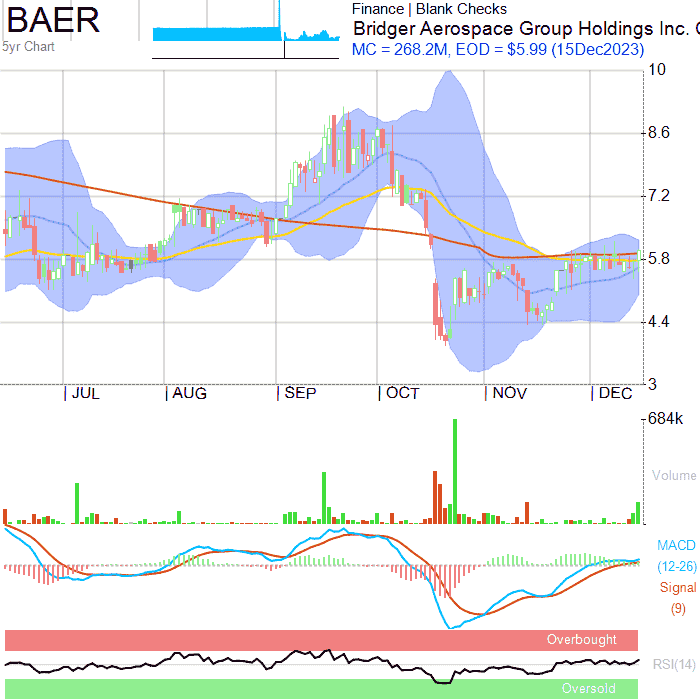 BAER
5yr Chart
Finance | Blank Checks
Bridger Aerospace Group Holdings Inc.
MC = 268.2M, EOD = $5.99 (15Dec2023)
10
8.6
7.2
5.8
4.4
3
| JUL | AUG | SEP | OCT | NOV | DEC
684k
Volume
MACD
(12-26)
Signal
(9)
Overbought
RSI(14)
Oversold